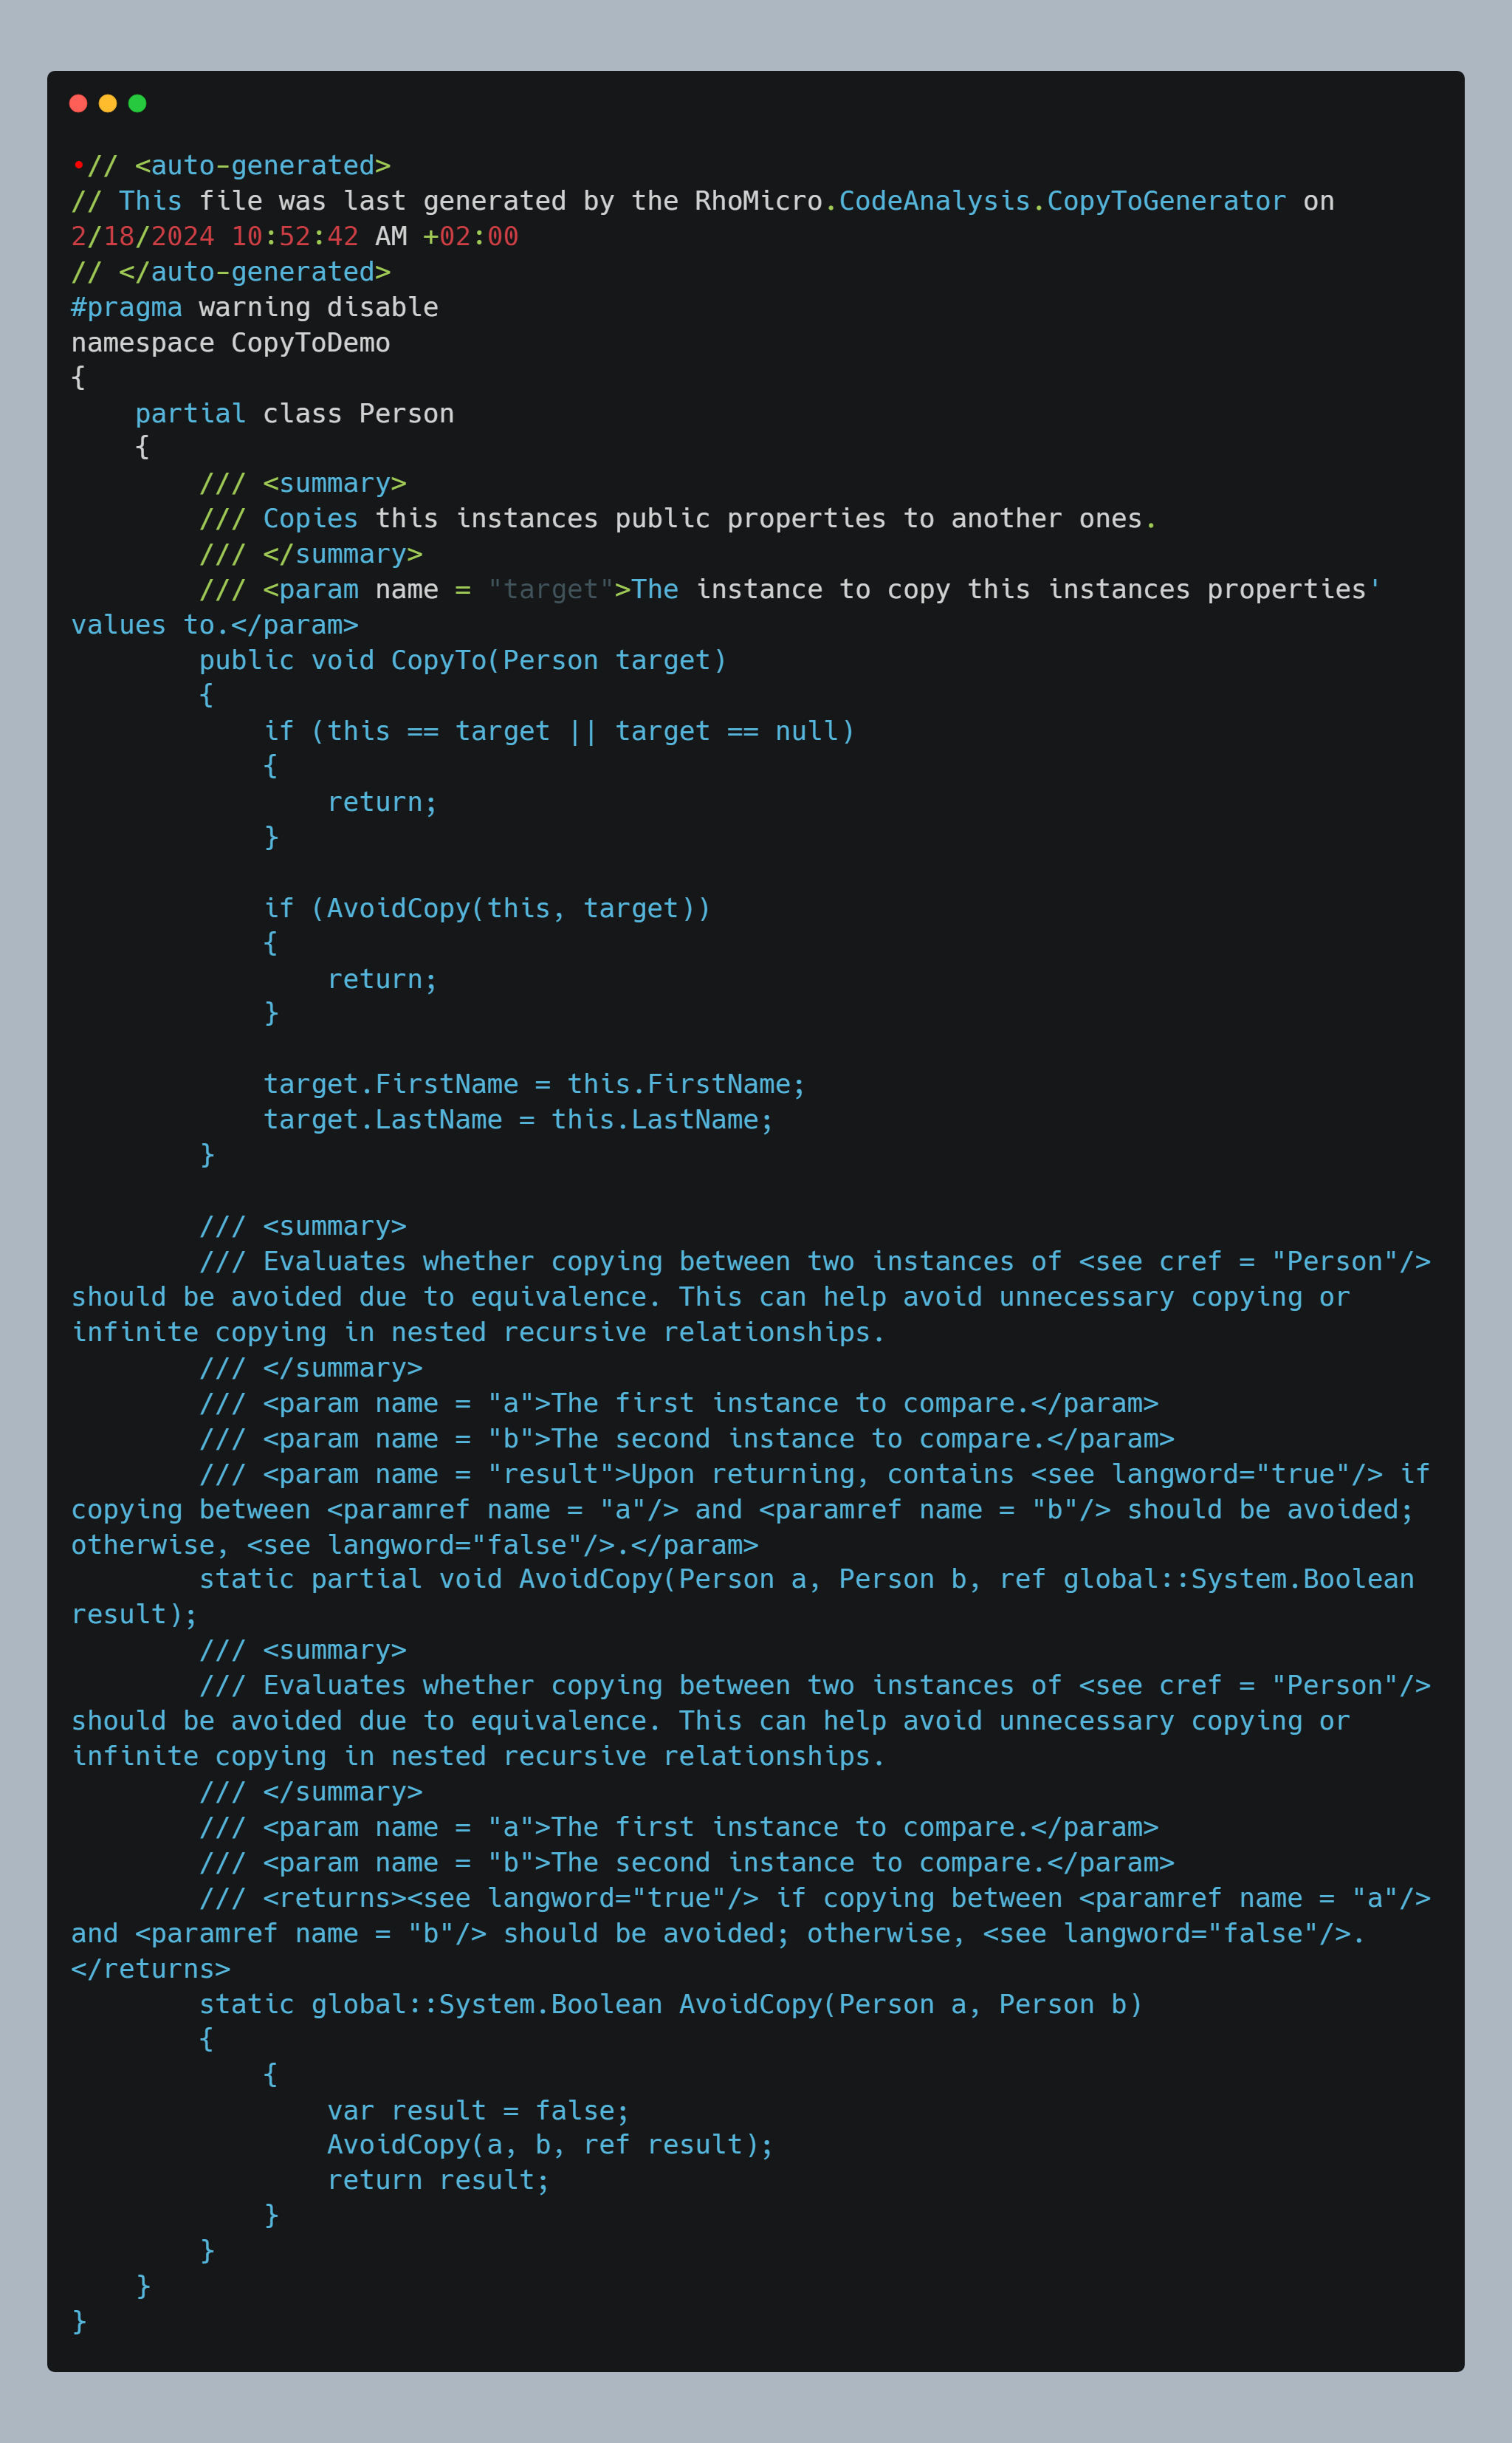 •// <auto-generated>
// This file was last generated by the RhoMicro.CodeAnalysis.CopyToGenerator on
2/18/2024 10:52:42 AM +02:00
// </auto-generated>
#pragma warning disable
namespace CopyToDemo
{
    partial class Person
    {
        /// <summary>
        /// Copies this instances public properties to another ones.
        /// </summary>
        /// <param name = "target">The instance to copy this instances properties'
values to.</param>
        public void CopyTo(Person target)
        {
            if (this == target || target == null)
            {
                return;
            }

            if (AvoidCopy(this, target))
            {
                return;
            }

            target.FirstName = this.FirstName;
            target.LastName = this.LastName;
        }

        /// <summary>
        /// Evaluates whether copying between two instances of <see cref = "Person"/>
should be avoided due to equivalence. This can help avoid unnecessary copying or
infinite copying in nested recursive relationships.
        /// </summary>
        /// <param name = "a">The first instance to compare.</param>
        /// <param name = "b">The second instance to compare.</param>
        /// <param name = "result">Upon returning, contains <see langword="true"/> if
copying between <paramref name = "a"/> and <paramref name = "b"/> should be avoided;
otherwise, <see langword="false"/>.</param>
        static partial void AvoidCopy(Person a, Person b, ref global::System.Boolean
result);
        /// <summary>
        /// Evaluates whether copying between two instances of <see cref = "Person"/>
should be avoided due to equivalence. This can help avoid unnecessary copying or
infinite copying in nested recursive relationships.
        /// </summary>
        /// <param name = "a">The first instance to compare.</param>
        /// <param name = "b">The second instance to compare.</param>
        /// <returns><see langword="true"/> if copying between <paramref name = "a"/>
and <paramref name = "b"/> should be avoided; otherwise, <see langword="false"/>.
</returns>
        static global::System.Boolean AvoidCopy(Person a, Person b)
        {
            {
                var result = false;
                AvoidCopy(a, b, ref result);
                return result;
            }
        }
    }
}